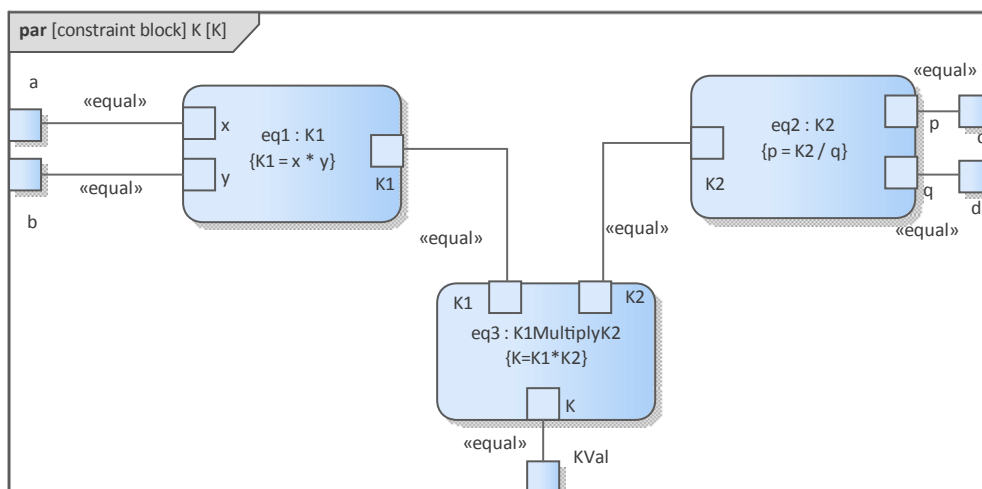 par [constraint block] K [K]
a
«equal»
x
eq1 : K1
{K1 = x * y}
K1
y
«equal»
b
«equal»
«equal»
eq2 : K2
{p = K2 / q}
K2
p
q
d
«equal»
«equal»
K1
K2
eq3 : K1MultiplyK2
{K=K1*K2}
K
«equal»
KVal